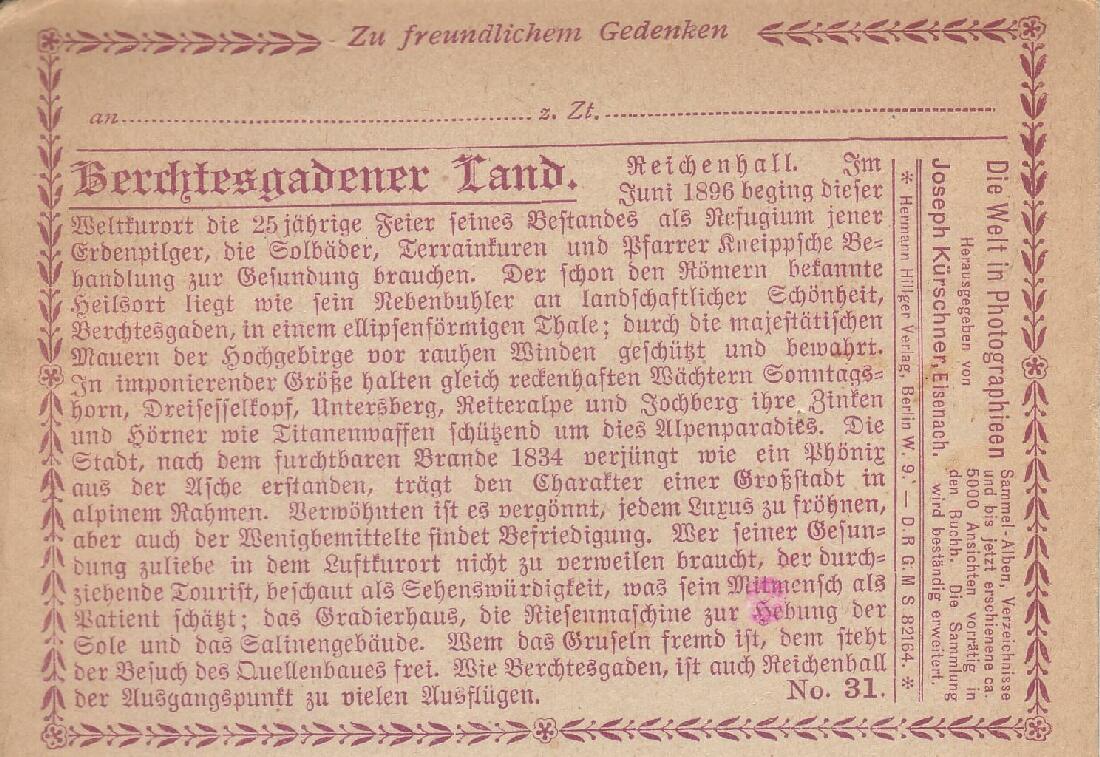 Zu freundlichem Gedenken
an........................ z. Zt.........................
Berchtesgadener Land.
Reichenhall. Im
Juni 1896 beging dieser
Weltkurort die 25jährige Feier seines Bestandes als Refugium jener
Erdenpilger, die Solbäder, Terrainkuren und Pfarrer Kneippsche Be-
handlung zur Gesundung brauchen. Der schon den Römern bekannte
Heilsort liegt wie sein Nebenbuhler an landschaftlicher Schönheit,
Berchtesgaden, in einem ellipsenförmigen Thale; durch die majestätischen
Mauern der Hochgebirge vor rauhen Winden geschützt und bewahrt.
In imponierender Größe halten gleich reckenhaften Wächtern Sonntags-
horn, Dreisesselkopf, Untersberg, Reiteralpe und Jochberg ihre Zinken
und Hörner wie Titanenwaffen schützend um dies Alpenparadies. Die
Stadt, nach dem furchtbaren Brande 1834 verjüngt wie ein Phönix
aus der Asche erstanden, trägt den Charakter einer Großstadt in
alpinem Rahmen. Verwöhnten ist es vergönnt, jedem Luxus zu fröhnen,
aber auch der Wenigbemittelte findet Befriedigung. Wer seiner Gesun-
dung zuliebe in dem Luftkurort nicht zu verweilen braucht, der durch-
ziehende Tourist, beschaut als Sehenswürdigkeit, was sein Mitmensch als
Patient schätzt; das Gradierhaus, die Riesenmaschine zur Hebung der
Sole und das Salinengebäude. Wem das Gruseln fremd ist, dem steht
der Besuch des Quellenbaues frei. Wie Berchtesgaden, ist auch Reichenhall
der Ausgangspunkt zu vielen Ausflügen.
No. 31.
Die Welt in Photographieen
Herausgegeben von
Joseph Kürschner, Eisenach.
Sammel-Alben, Verzeichnisse
und bis jetzt erschienene ca.
5000 Ansichten vorrätig in
den Buchh. Die Sammlung
wird beständig erweitert.
* Hermann Hillger Verlag, Berlin W. 9. — D. R. G. M. S. 82164. *